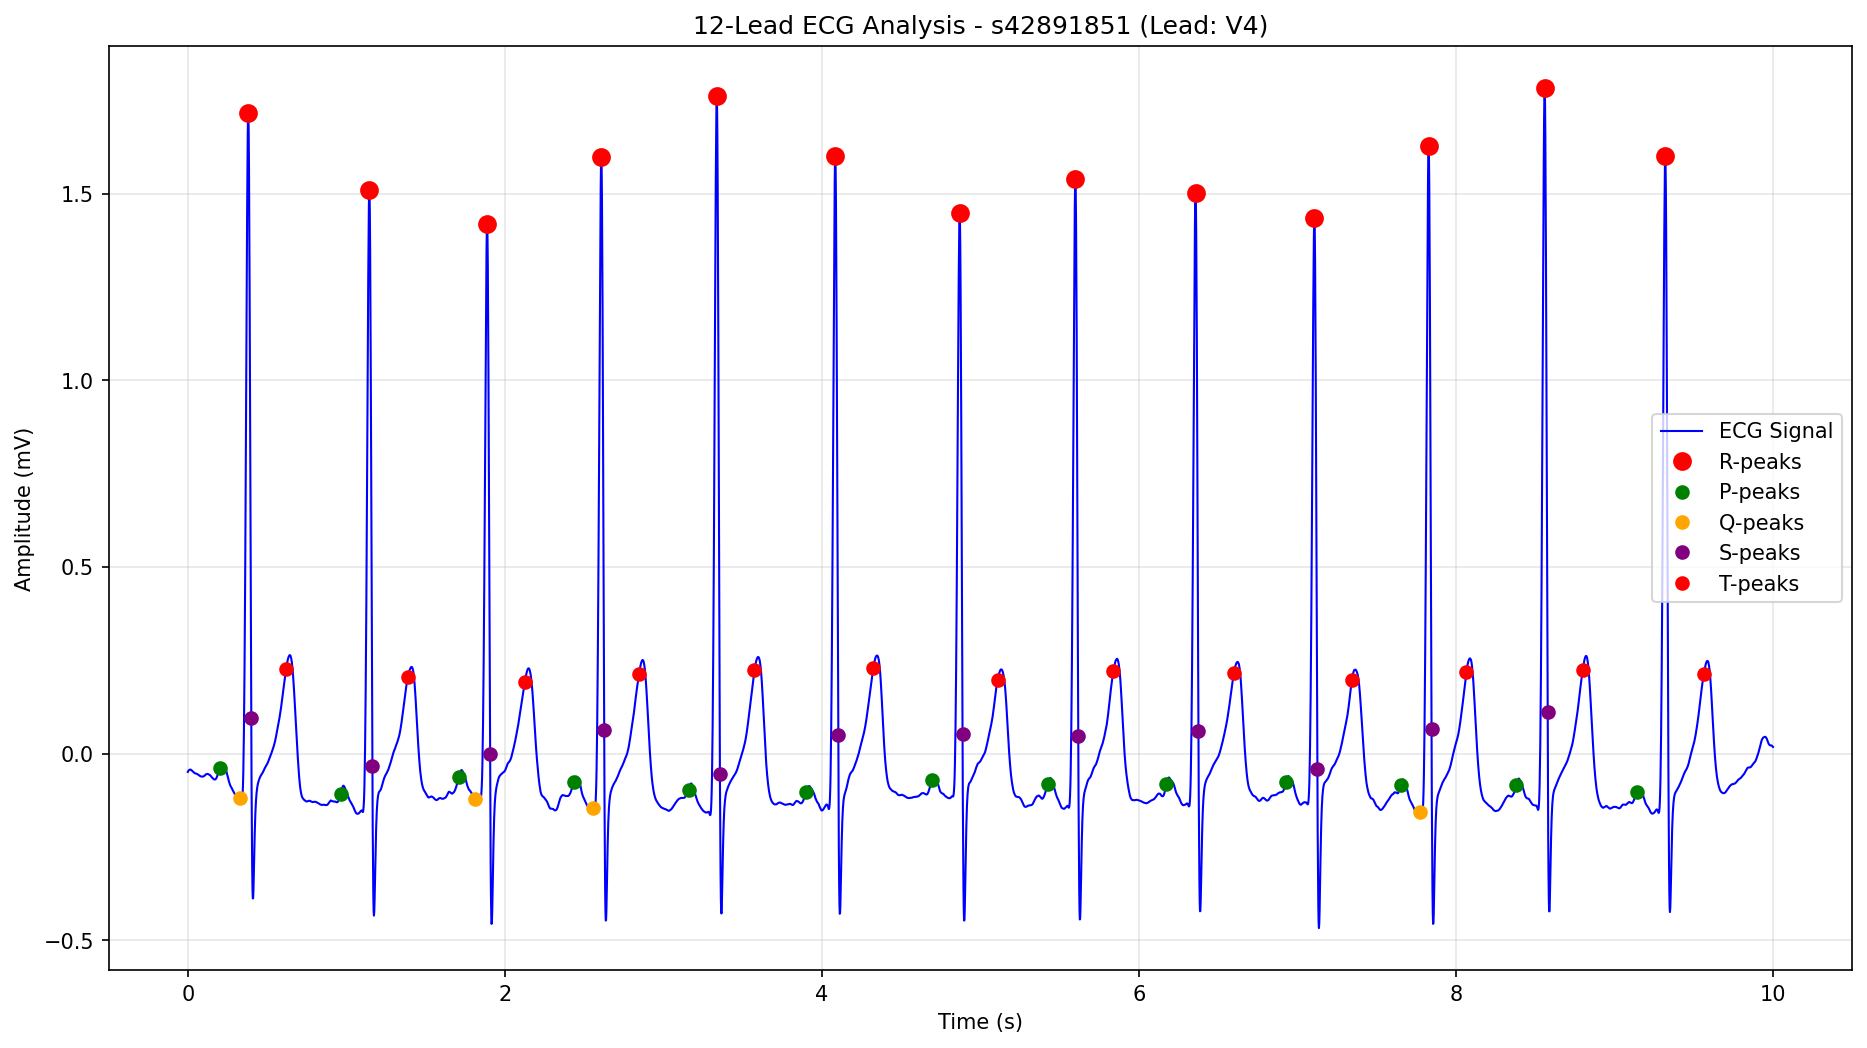 12-Lead ECG Analysis - s42891851 (Lead: V4)
Amplitude (mV)
1.5
1.0
0.5
0.0
−0.5
ECG Signal
R-peaks
P-peaks
Q-peaks
S-peaks
T-peaks
0 2 4 6 8 10
Time (s)